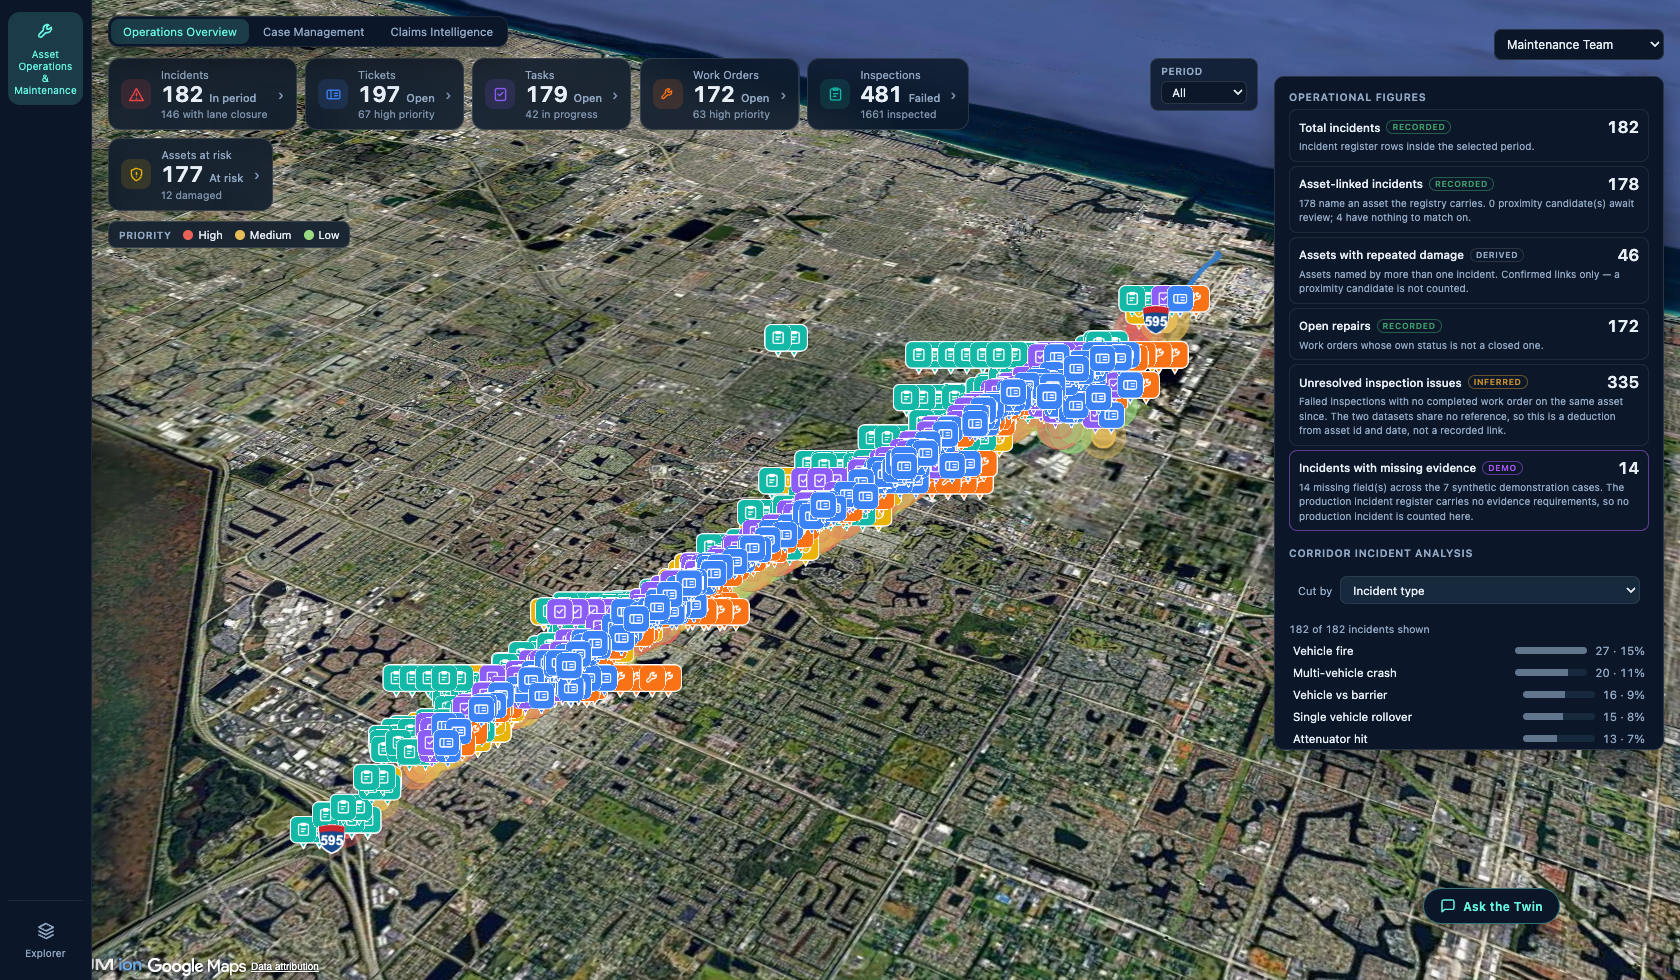 Asset
Operations
&
Maintenance
Explorer
Operations Overview
Case Management
Claims Intelligence
Incidents
182 In period
146 with lane closure
Tickets
197 Open
67 high priority
Tasks
179 Open
42 in progress
Work Orders
172 Open
63 high priority
Inspections
481 Failed
1661 inspected
Assets at risk
177 At risk
12 damaged
PRIORITY High Medium Low
PERIOD
All
Maintenance Team
OPERATIONAL FIGURES
Total incidents RECORDED 182
Incident register rows inside the selected period.
Asset-linked incidents RECORDED 178
178 name an asset the registry carries. 0 proximity candidate(s) await
review; 4 have nothing to match on.
Assets with repeated damage DERIVED 46
Assets named by more than one incident. Confirmed links only — a
proximity candidate is not counted.
Open repairs RECORDED 172
Work orders whose own status is not a closed one.
Unresolved inspection issues INFERRED 335
Failed inspections with no completed work order on the same asset
since. The two datasets share no reference, so this is a deduction
from asset id and date, not a recorded link.
Incidents with missing evidence DEMO 14
14 missing field(s) across the 7 synthetic demonstration cases. The
production incident register carries no evidence requirements, so no
production incident is counted here.
CORRIDOR INCIDENT ANALYSIS
Cut by Incident type
182 of 182 incidents shown
Vehicle fire 27 · 15%
Multi-vehicle crash 20 · 11%
Vehicle vs barrier 16 · 9%
Single vehicle rollover 15 · 8%
Attenuator hit 13 · 7%
595
595
Ask the Twin
ion Google Maps Data attribution